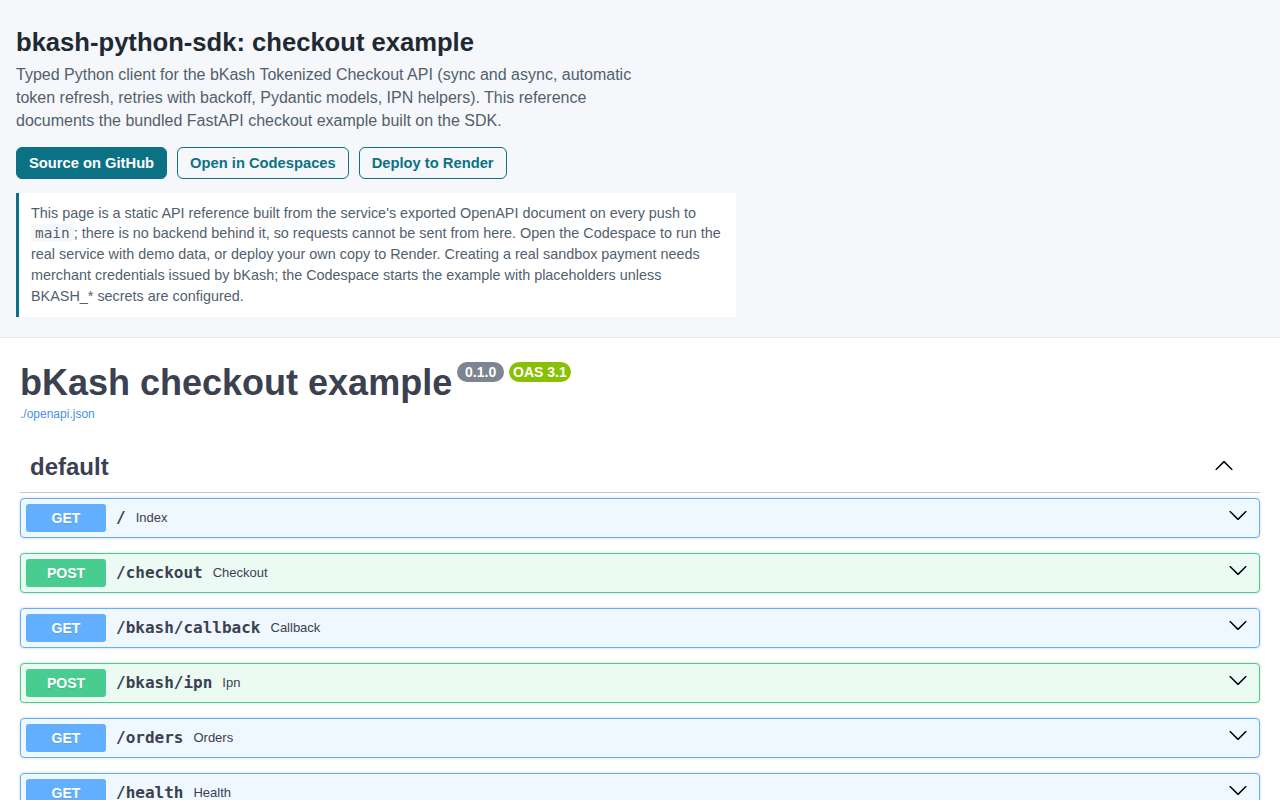 bkash-python-sdk: checkout example
Typed Python client for the bKash Tokenized Checkout API (sync and async, automatic
token refresh, retries with backoff, Pydantic models, IPN helpers). This reference
documents the bundled FastAPI checkout example built on the SDK.
Source on GitHub Open in Codespaces Deploy to Render
This page is a static API reference built from the service's exported OpenAPI document on every push to
main ; there is no backend behind it, so requests cannot be sent from here. Open the Codespace to run the
real service with demo data, or deploy your own copy to Render. Creating a real sandbox payment needs
merchant credentials issued by bKash; the Codespace starts the example with placeholders unless
BKASH_* secrets are configured.
bKash checkout example 0.1.0 OAS 3.1
./openapi.json
default
GET / Index
POST /checkout Checkout
GET /bkash/callback Callback
POST /bkash/ipn Ipn
GET /orders Orders
GET /health Health